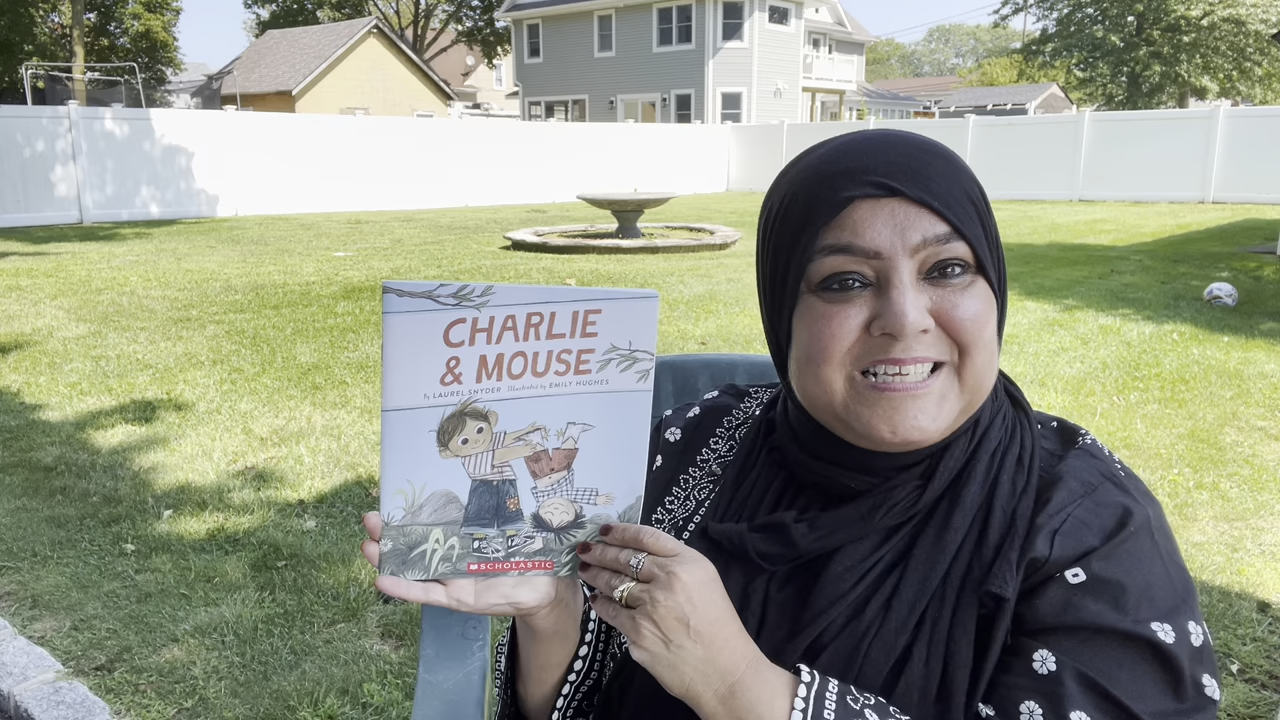 CHARLIE
& MOUSE
By LAUREL SNYDER Illustrated by EMILY HUGHES
SCHOLASTIC